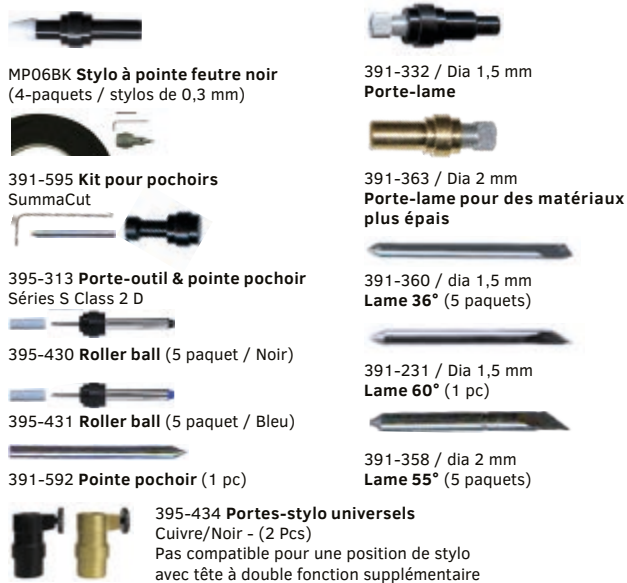 MP06BK Stylo à pointe feutre noir
(4-paquets / stylos de 0,3 mm)
391-595 Kit pour pochoirs
SummaCut
395-313 Porte-outil & pointe pochoir
Séries S Class 2 D
395-430 Roller ball (5 paquet / Noir)
395-431 Roller ball (5 paquet / Bleu)
391-592 Pointe pochoir (1 pc)
391-332 / Dia 1,5 mm
Porte-lame
391-363 / Dia 2 mm
Porte-lame pour des matériaux
plus épais
391-360 / dia 1,5 mm
Lame 36° (5 paquets)
391-231 / Dia 1,5 mm
Lame 60° (1 pc)
391-358 / dia 2 mm
Lame 55° (5 paquets)
395-434 Portes-stylo universels
Cuivre/Noir - (2 Pcs)
Pas compatible pour une position de stylo
avec tête à double fonction supplémentaire